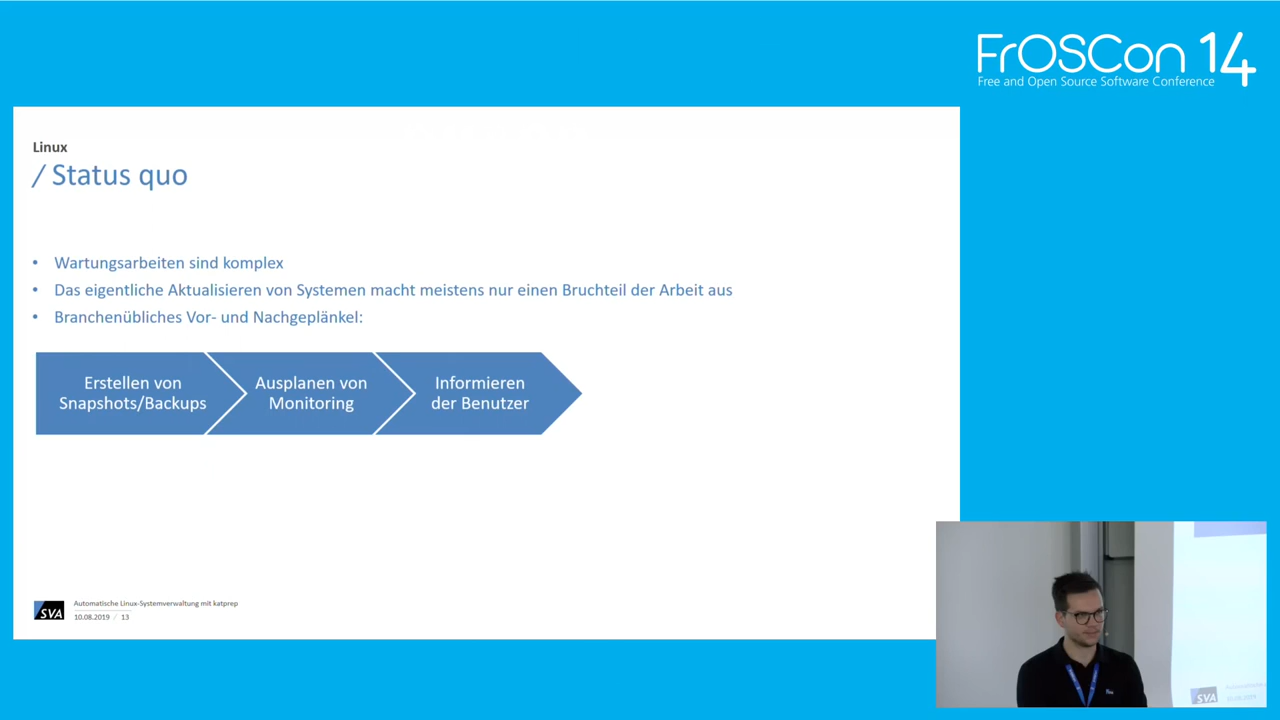 FrOSCon 14
Free and Open Source Software Conference
Linux
/ Status quo
• Wartungsarbeiten sind komplex
• Das eigentliche Aktualisieren von Systemen macht meistens nur einen Bruchteil der Arbeit aus
• Branchenübliches Vor- und Nachgeplänkel:
Erstellen von
Snapshots/Backups
Ausplanen von
Monitoring
Informieren
der Benutzer
SVA
Automatische Linux-Systemverwaltung mit katprep
10.08.2019 / 13
SVA